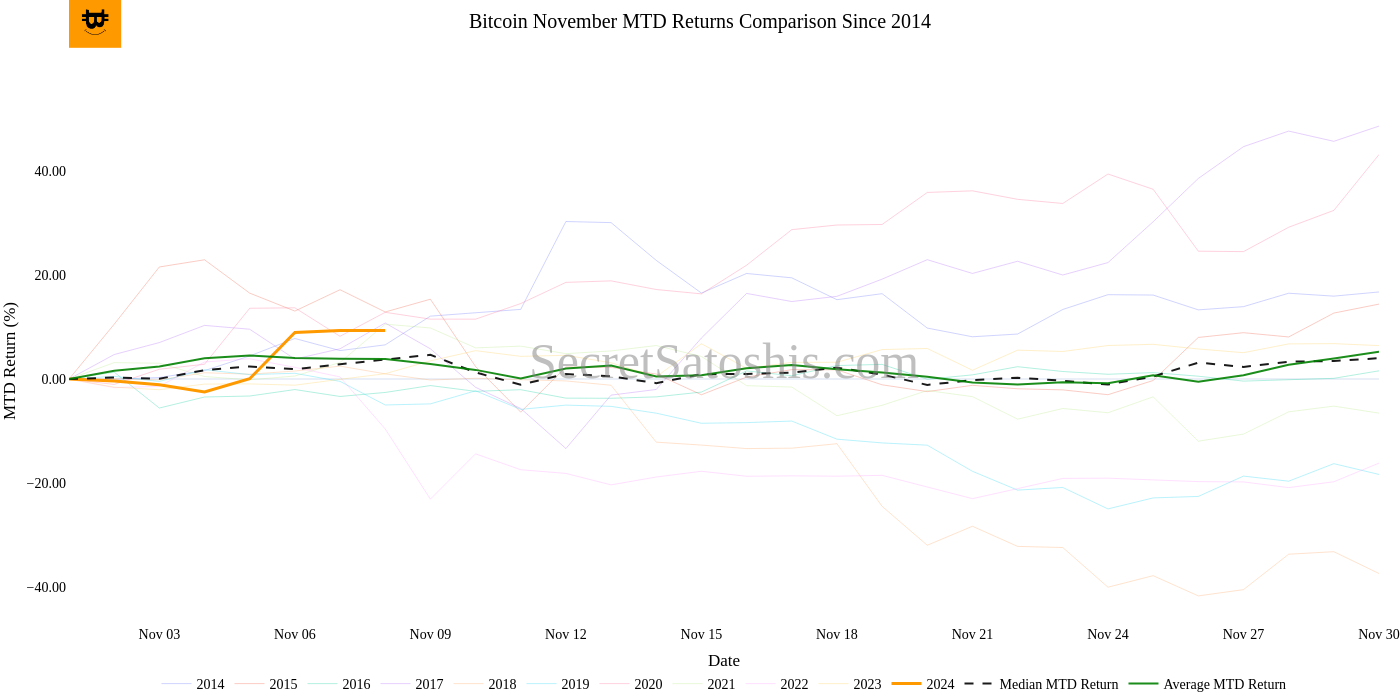 Bitcoin November MTD Returns Comparison Since 2014
MTD Return (%)
40.00
20.00
0.00
−20.00
−40.00
SecretSatoshis.com
Nov 03 Nov 06 Nov 09 Nov 12 Nov 15 Nov 18 Nov 21 Nov 24 Nov 27 Nov 30
Date
2014 2015 2016 2017 2018 2019 2020 2021 2022 2023 2024 Median MTD Return Average MTD Return